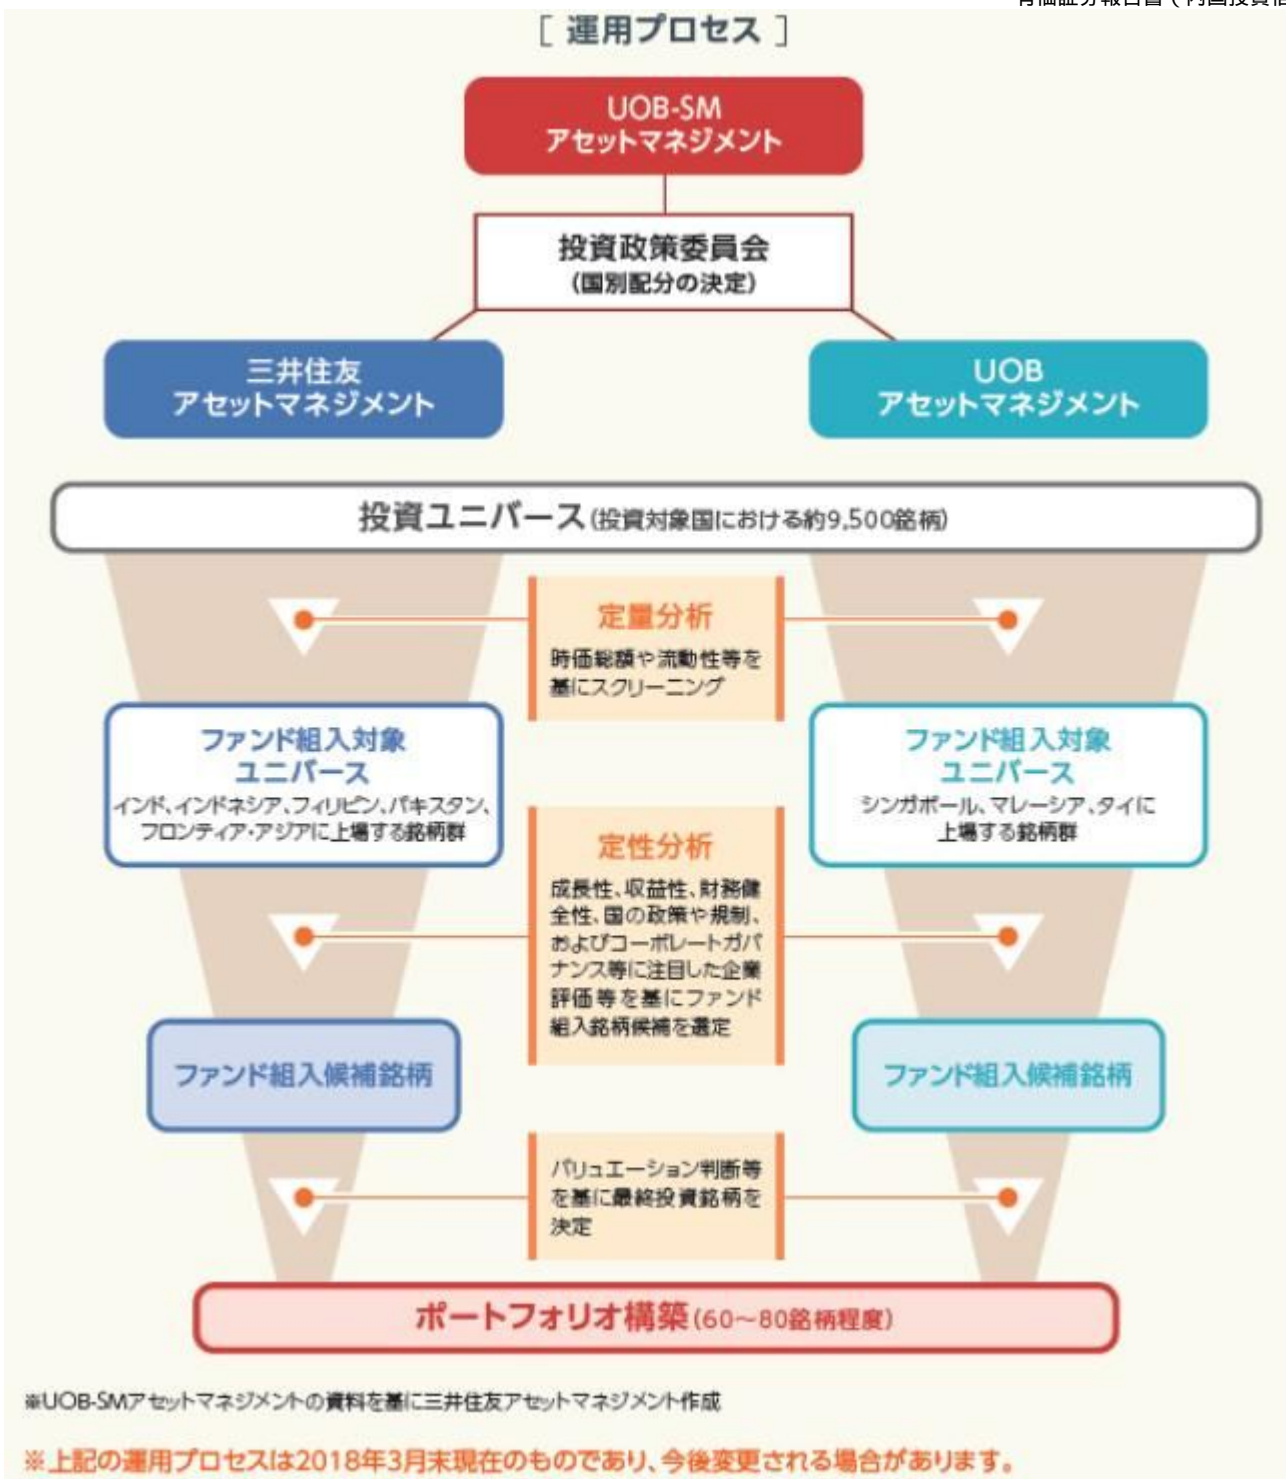 [ 運用プロセス ]
UOB-SM
アセットマネジメント
投資政策委員会
(国別配分の決定)
三井住友
アセットマネジメント
UOB
アセットマネジメント
投資ユニバース(投資対象国における約9,500銘柄)
定量分析
時価総額や流動性等を
基にスクリーニング
ファンド組入対象
ユニバース
インド、インドネシア、フィリピン、パキスタン、
フロンティア・アジアに上場する銘柄群
ファンド組入対象
ユニバース
シンガポール、マレーシア、タイに
上場する銘柄群
定性分析
成長性、収益性、財務健
全性、国の政策や規制、
およびコーポレートガバ
ナンス等に注目した企業
評価等を基にファンド
組入銘柄候補を選定
ファンド組入候補銘柄
ファンド組入候補銘柄
バリュエーション判断等
を基に最終投資銘柄を
決定
ポートフォリオ構築(60～80銘柄程度)
※UOB-SMアセットマネジメントの資料を基に三井住友アセットマネジメント作成
※上記の運用プロセスは2018年3月末現在のものであり、今後変更される場合があります。